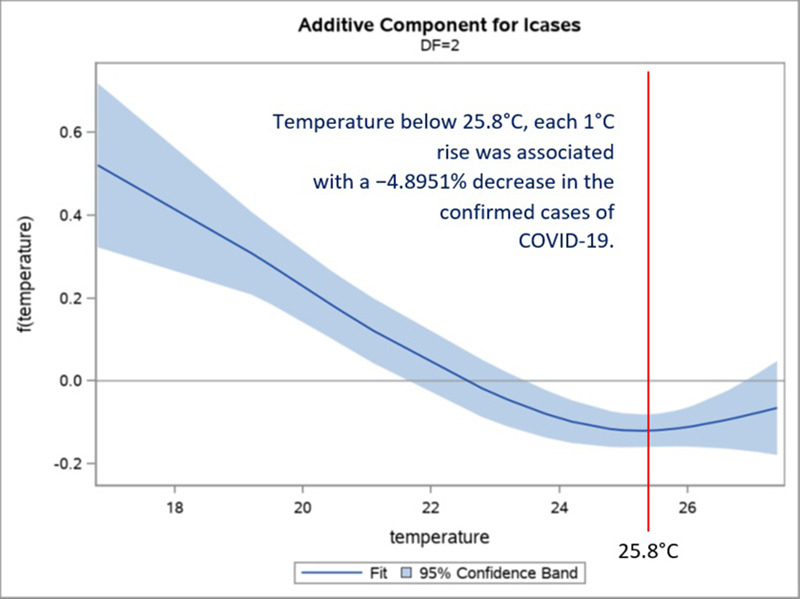 Additive Component for Icases
DF=2
Temperature below 25.8°C, each 1°C
rise was associated
with a −4.8951% decrease in the
confirmed cases of
COVID-19.
f(temperature)
0.6
0.4
0.2
0.0
-0.2
18 20 22 24 26
temperature
25.8°C
Fit 95% Confidence Band